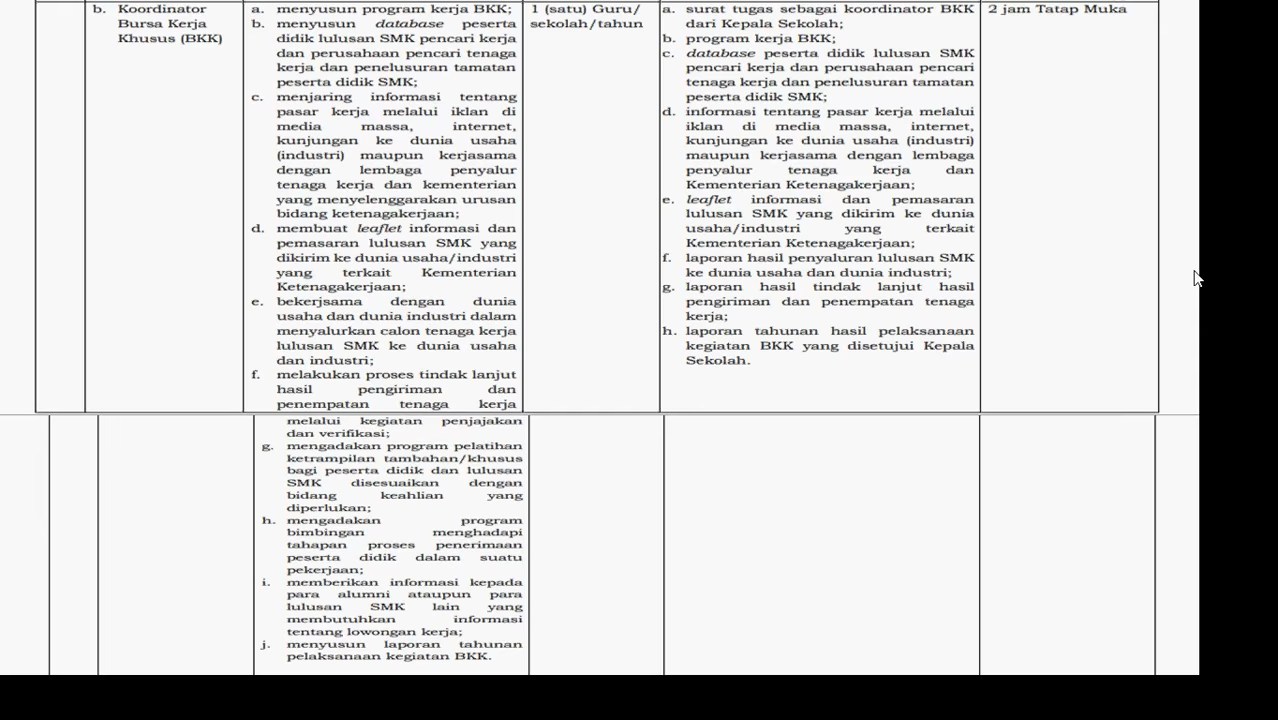 b. Koordinator
Bursa Kerja
Khusus (BKK)
a. menyusun program kerja BKK;
b. menyusun database peserta
didik lulusan SMK pencari kerja
dan perusahaan pencari tenaga
kerja dan penelusuran tamatan
peserta didik SMK;
c. menjaring informasi tentang
pasar kerja melalui iklan di
media massa, internet,
kunjungan ke dunia usaha
(industri) maupun kerjasama
dengan lembaga penyalur
tenaga kerja dan kementerian
yang menyelenggarakan urusan
bidang ketenagakerjaan;
d. membuat leaflet informasi dan
pemasaran lulusan SMK yang
dikirim ke dunia usaha/industri
yang terkait Kementerian
Ketenagakerjaan;
e. bekerjsama dengan dunia
usaha dan dunia industri dalam
menyalurkan calon tenaga kerja
lulusan SMK ke dunia usaha
dan industri;
f. melakukan proses tindak lanjut
hasil pengiriman dan
penempatan tenaga kerja
melalui kegiatan penjajakan
dan verifikasi;
g. mengadakan program pelatihan
ketrampilan tambahan/khusus
bagi peserta didik dan lulusan
SMK disesuaikan dengan
bidang keahlian yang
diperlukan;
h. mengadakan program
bimbingan menghadapi
tahapan proses penerimaan
peserta didik dalam suatu
pekerjaan;
i. memberikan informasi kepada
para alumni ataupun para
lulusan SMK lain yang
membutuhkan informasi
tentang lowongan kerja;
j. menyusun laporan tahunan
pelaksanaan kegiatan BKK.
1 (satu) Guru/
sekolah/tahun
a. surat tugas sebagai koordinator BKK
dari Kepala Sekolah;
b. program kerja BKK;
c. database peserta didik lulusan SMK
pencari kerja dan perusahaan pencari
tenaga kerja dan penelusuran tamatan
peserta didik SMK;
d. informasi tentang pasar kerja melalui
iklan di media massa, internet,
kunjungan ke dunia usaha (industri)
maupun kerjasama dengan lembaga
penyalur tenaga kerja dan
Kementerian Ketenagakerjaan;
e. leaflet informasi dan pemasaran
lulusan SMK yang dikirim ke dunia
usaha/industri yang terkait
Kementerian Ketenagakerjaan;
f. laporan hasil penyaluran lulusan SMK
ke dunia usaha dan dunia industri;
g. laporan hasil tindak lanjut hasil
pengiriman dan penempatan tenaga
kerja;
h. laporan tahunan hasil pelaksanaan
kegiatan BKK yang disetujui Kepala
Sekolah.
2 jam Tatap Muka